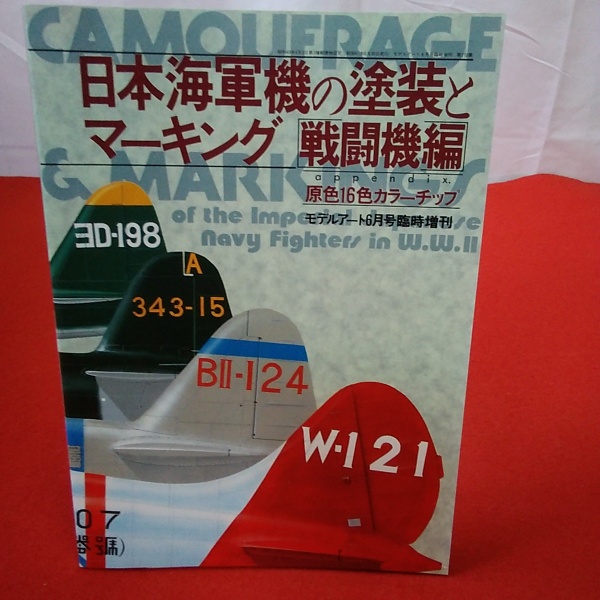 CAMOUFRAGE
日本海軍機の塗装と
マーキング 戦闘機編
appendix.
& MARKINGS
原色16色カラーチップ
of the Imperial Japanese
モデルアート6月号臨時増刊
Navy Fighters in W.W.II
ヨD-198
A
343-15
BII-124
W-121
07